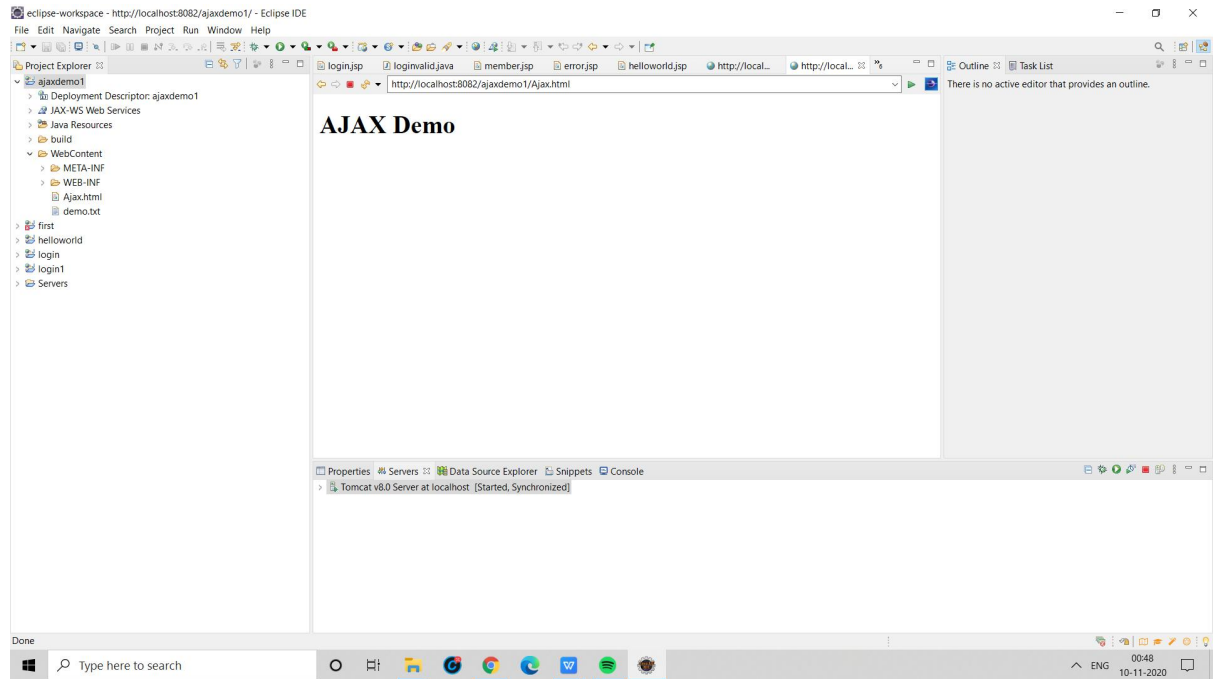 eclipse-workspace - http://localhost:8082/ajaxdemo1/ - Eclipse IDE
File Edit Navigate Search Project Run Window Help
Project Explorer
login.jsp loginvalid.java member.jsp error.jsp helloworld.jsp http://local... http://local... »6
Outline Task List
ajaxdemo1
Deployment Descriptor: ajaxdemo1
JAX-WS Web Services
Java Resources
build
WebContent
META-INF
WEB-INF
Ajax.html
demo.txt
first
helloworld
login
login1
Servers
http://localhost:8082/ajaxdemo1/Ajax.html
AJAX Demo
There is no active editor that provides an outline.
Properties Servers Data Source Explorer Snippets Console
Tomcat v8.0 Server at localhost [Started, Synchronized]
Done
Type here to search
ENG
00:48
10-11-2020